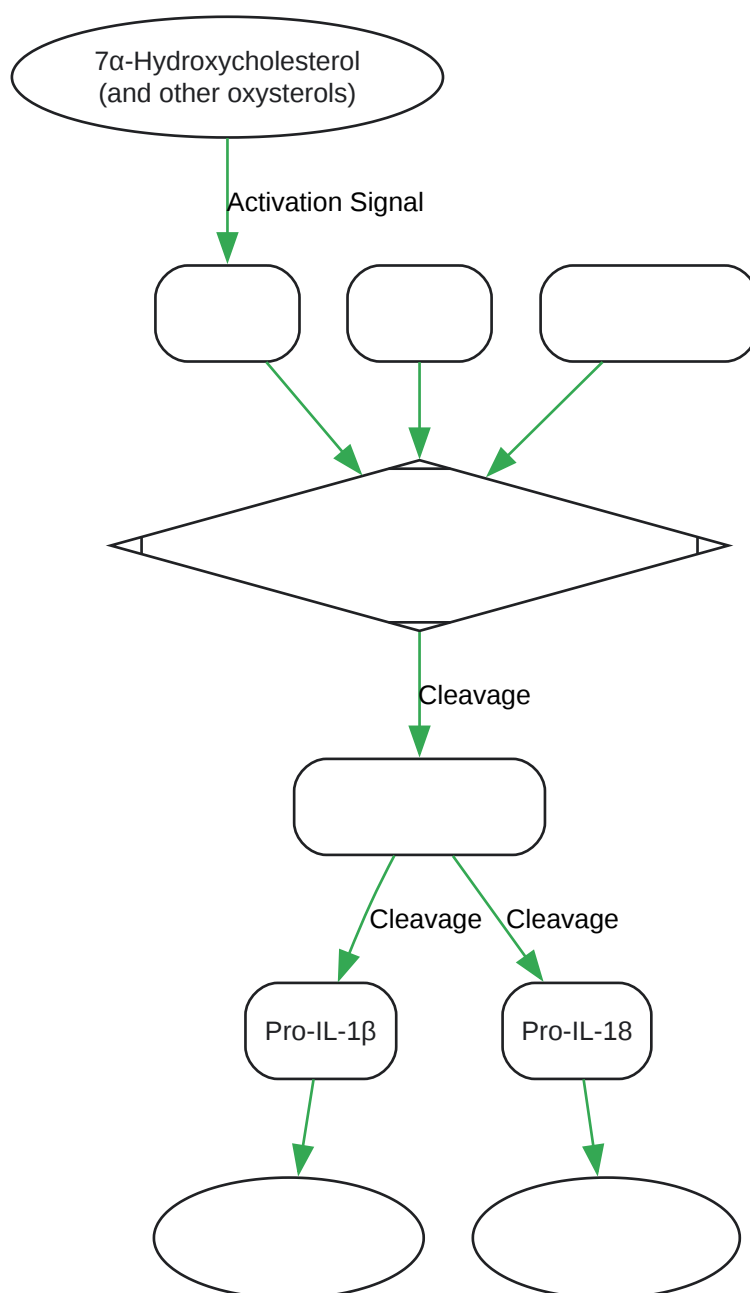 7α-Hydroxycholesterol
(and other oxysterols)
Activation Signal
Cleavage
Cleavage
Cleavage
Pro-IL-1β
Pro-IL-18